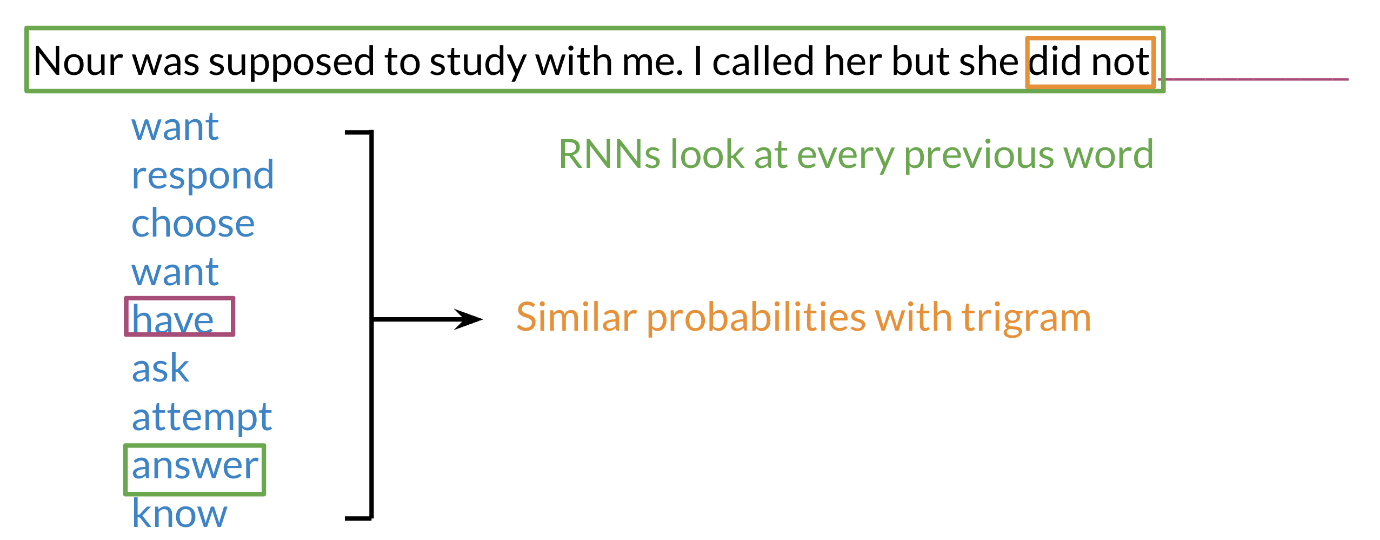 Nour was supposed to study with me. I called her but she did not ____________
want
respond
choose
want
have
ask
attempt
answer
know
RNNs look at every previous word
Similar probabilities with trigram